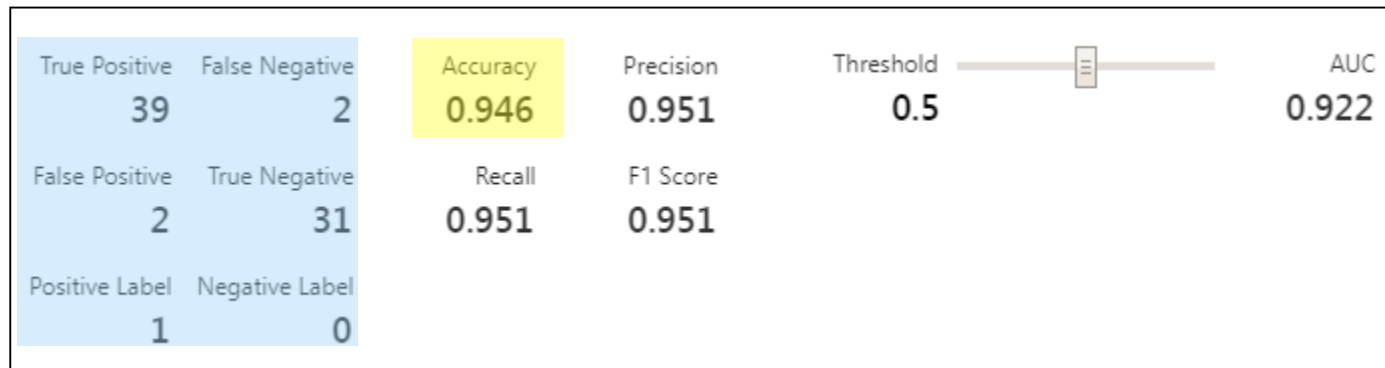 True Positive False Negative Accuracy Precision Threshold AUC
39 2 0.946 0.951 0.5 0.922
False Positive True Negative Recall F1 Score
2 31 0.951 0.951
Positive Label Negative Label
1 0